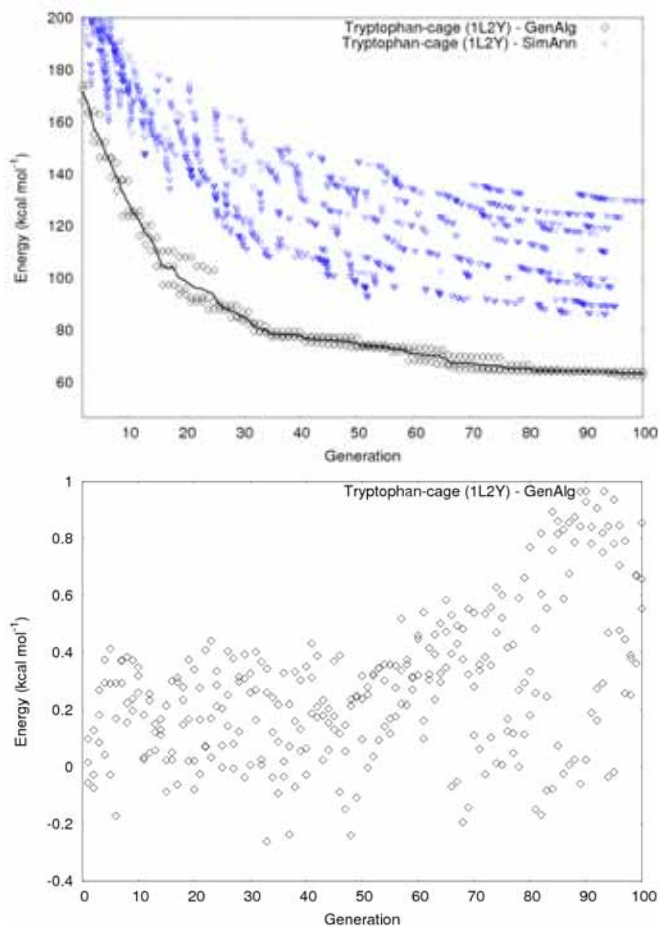 Tryptophan-cage (1L2Y) - GenAlg
Tryptophan-cage (1L2Y) - SimAnn
200
180
160
140
120
100
80
60
Energy (kcal mol⁻¹)
10 20 30 40 50 60 70 80 90 100
Generation
Tryptophan-cage (1L2Y) - GenAlg
1
0.8
0.6
0.4
0.2
0
-0.2
-0.4
Energy (kcal mol⁻¹)
0 10 20 30 40 50 60 70 80 90 100
Generation